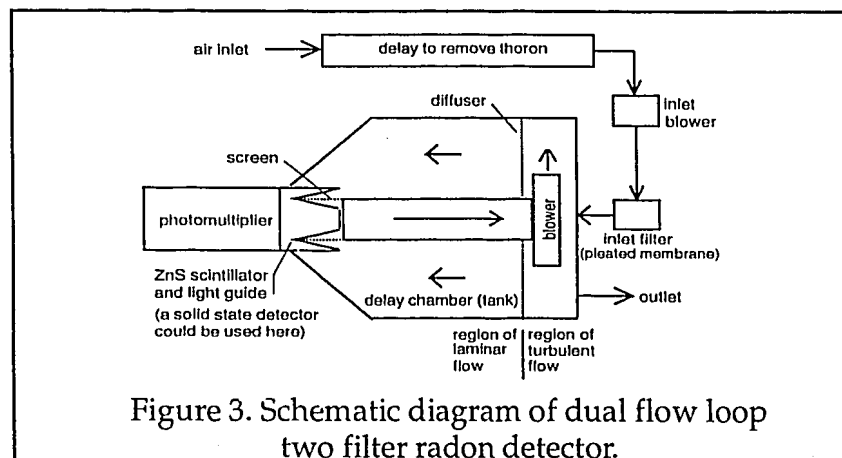 air inlet
delay to remove thoron
diffuser
inlet
blower
screen
photomultiplier
blower
inlet filter
(pleated membrane)
ZnS scintillator
and light guide
(a solid state detector
could be used here)
delay chamber (tank)
outlet
region of
laminar
flow
region of
turbulent
flow
Figure 3. Schematic diagram of dual flow loop
two filter radon detector.